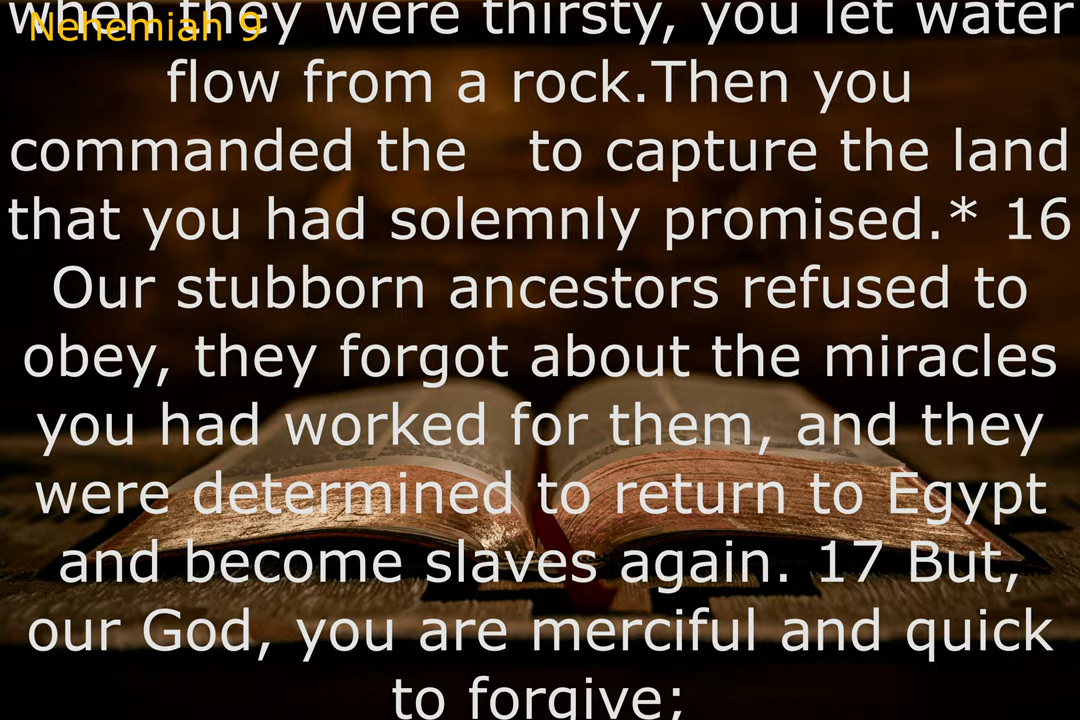 Nehemiah 9
when they were thirsty, you let water
flow from a rock.Then you
commanded the to capture the land
that you had solemnly promised.* 16
Our stubborn ancestors refused to
obey, they forgot about the miracles
you had worked for them, and they
were determined to return to Egypt
and become slaves again. 17 But,
our God, you are merciful and quick
to forgive;